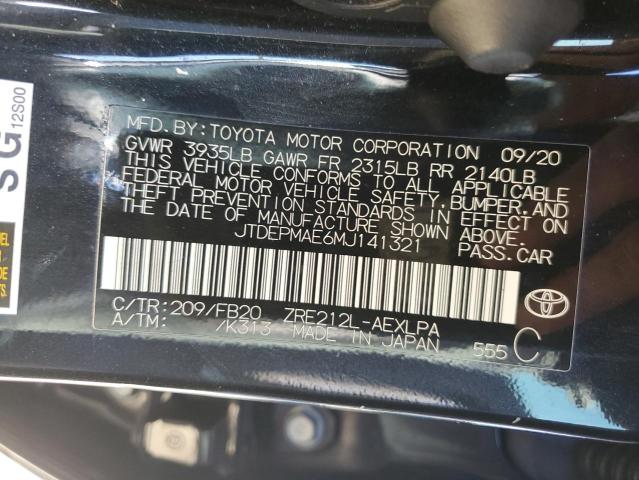 MFD. BY: TOYOTA MOTOR CORPORATION 09/20
GVWR 3935LB GAWR FR 2315LB RR 2140LB
THIS VEHICLE CONFORMS TO ALL APPLICABLE
FEDERAL MOTOR VEHICLE SAFETY, BUMPER, AND
THEFT PREVENTION STANDARDS IN EFFECT ON
THE DATE OF MANUFACTURE SHOWN ABOVE.
JTDEPMAE6MJ141321 PASS. CAR
C/TR: 209/FB20 ZRE212L-AEXLPA
A/TM: /K313 MADE IN JAPAN 555 C
SG
12S00